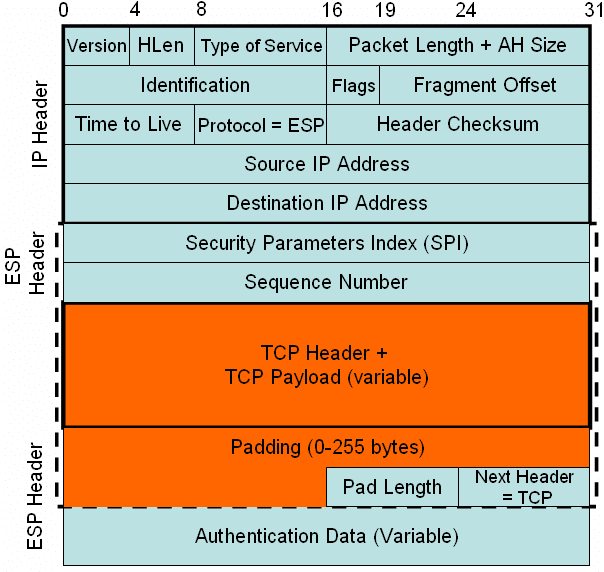 0 4 8 16 19 24 31
Version HLen Type of Service Packet Length + AH Size
Identification Flags Fragment Offset
Time to Live Protocol = ESP Header Checksum
Source IP Address
Destination IP Address
IP Header
Security Parameters Index (SPI)
Sequence Number
ESP
Header
TCP Header +
TCP Payload (variable)
Padding (0-255 bytes)
Pad Length Next Header
= TCP
Authentication Data (Variable)
ESP Header